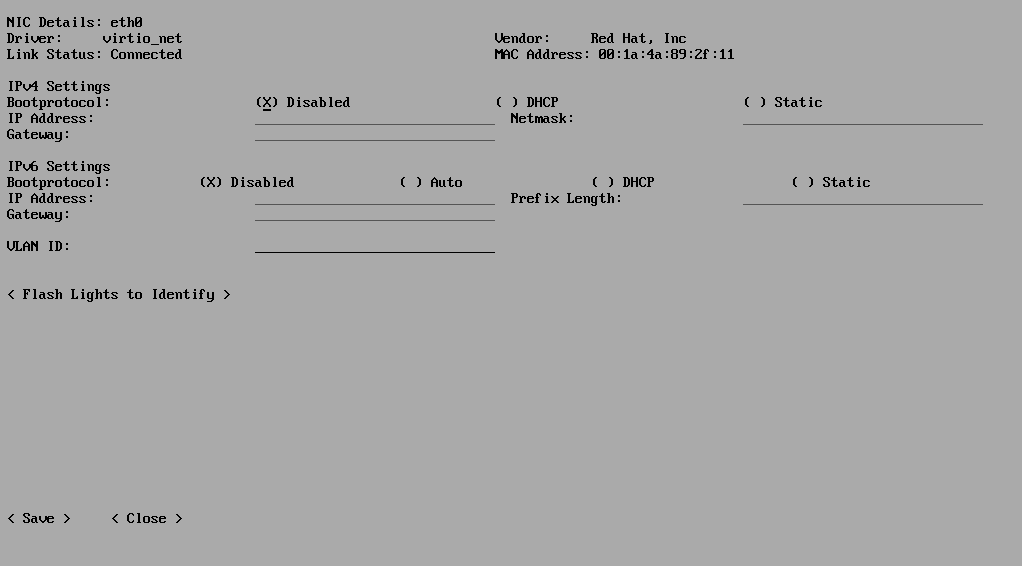 NIC Details: eth0
Driver: virtio_net Vendor: Red Hat, Inc
Link Status: Connected MAC Address: 00:1a:4a:89:2f:11
IPv4 Settings
Bootprotocol: (X) Disabled ( ) DHCP ( ) Static
IP Address: Netmask:
Gateway:
IPv6 Settings
Bootprotocol: (X) Disabled ( ) Auto ( ) DHCP ( ) Static
IP Address: Prefix Length:
Gateway:
VLAN ID:
< Flash Lights to Identify >
< Save > < Close >